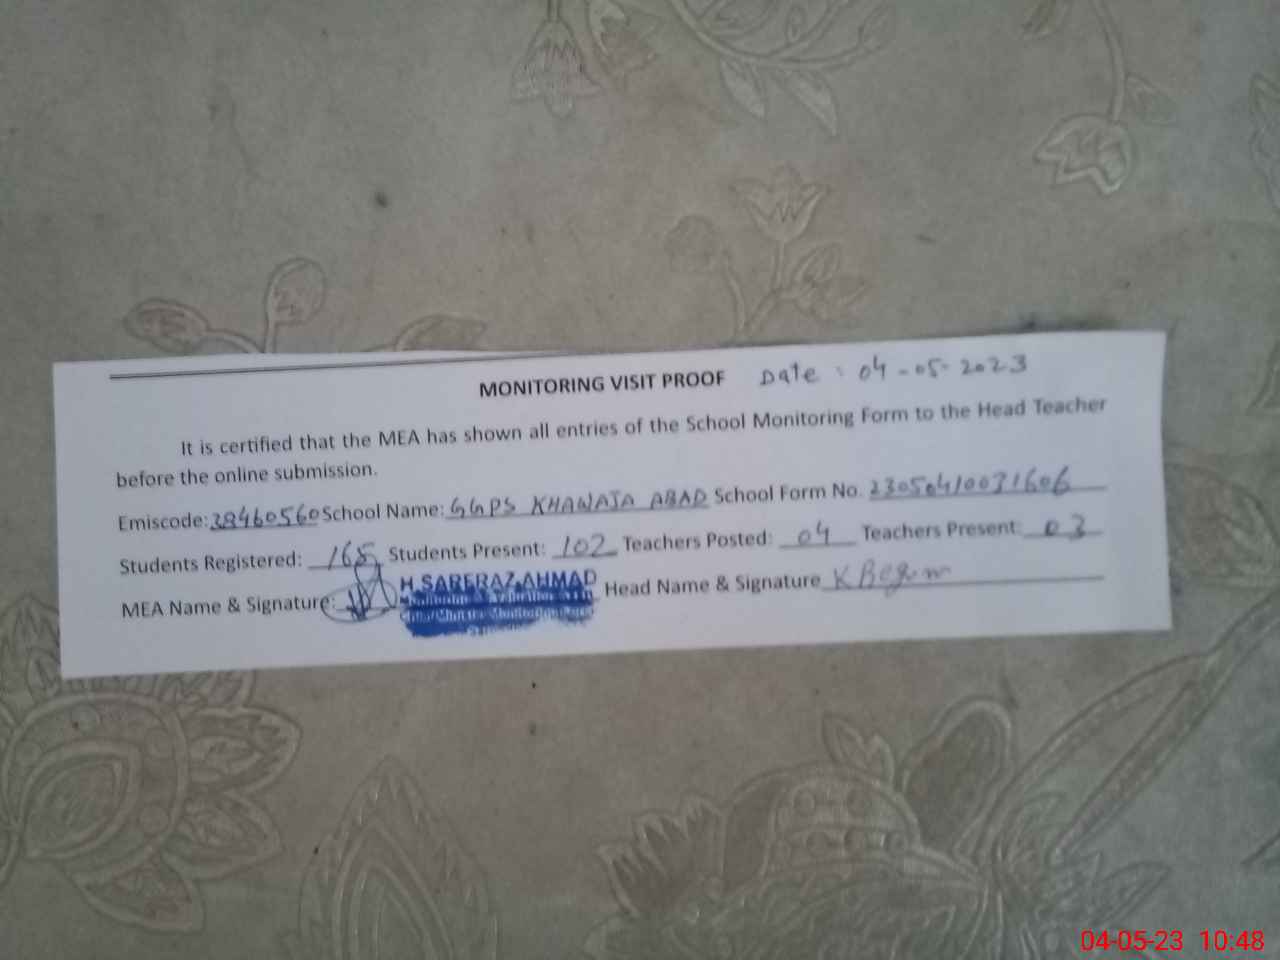 MONITORING VISIT PROOF Date : 04-05-2023
It is certified that the MEA has shown all entries of the School Monitoring Form to the Head Teacher
before the online submission.
Emiscode: 38460560 School Name: GGPS KHAWAJA ABAD School Form No. 23050410031606
Students Registered: 165 Students Present: 102 Teachers Posted: 04 Teachers Present: 03
MEA Name & Signature: H.SARFRAZ AHMAD Head Name & Signature K Begum
04-05-23 10:48